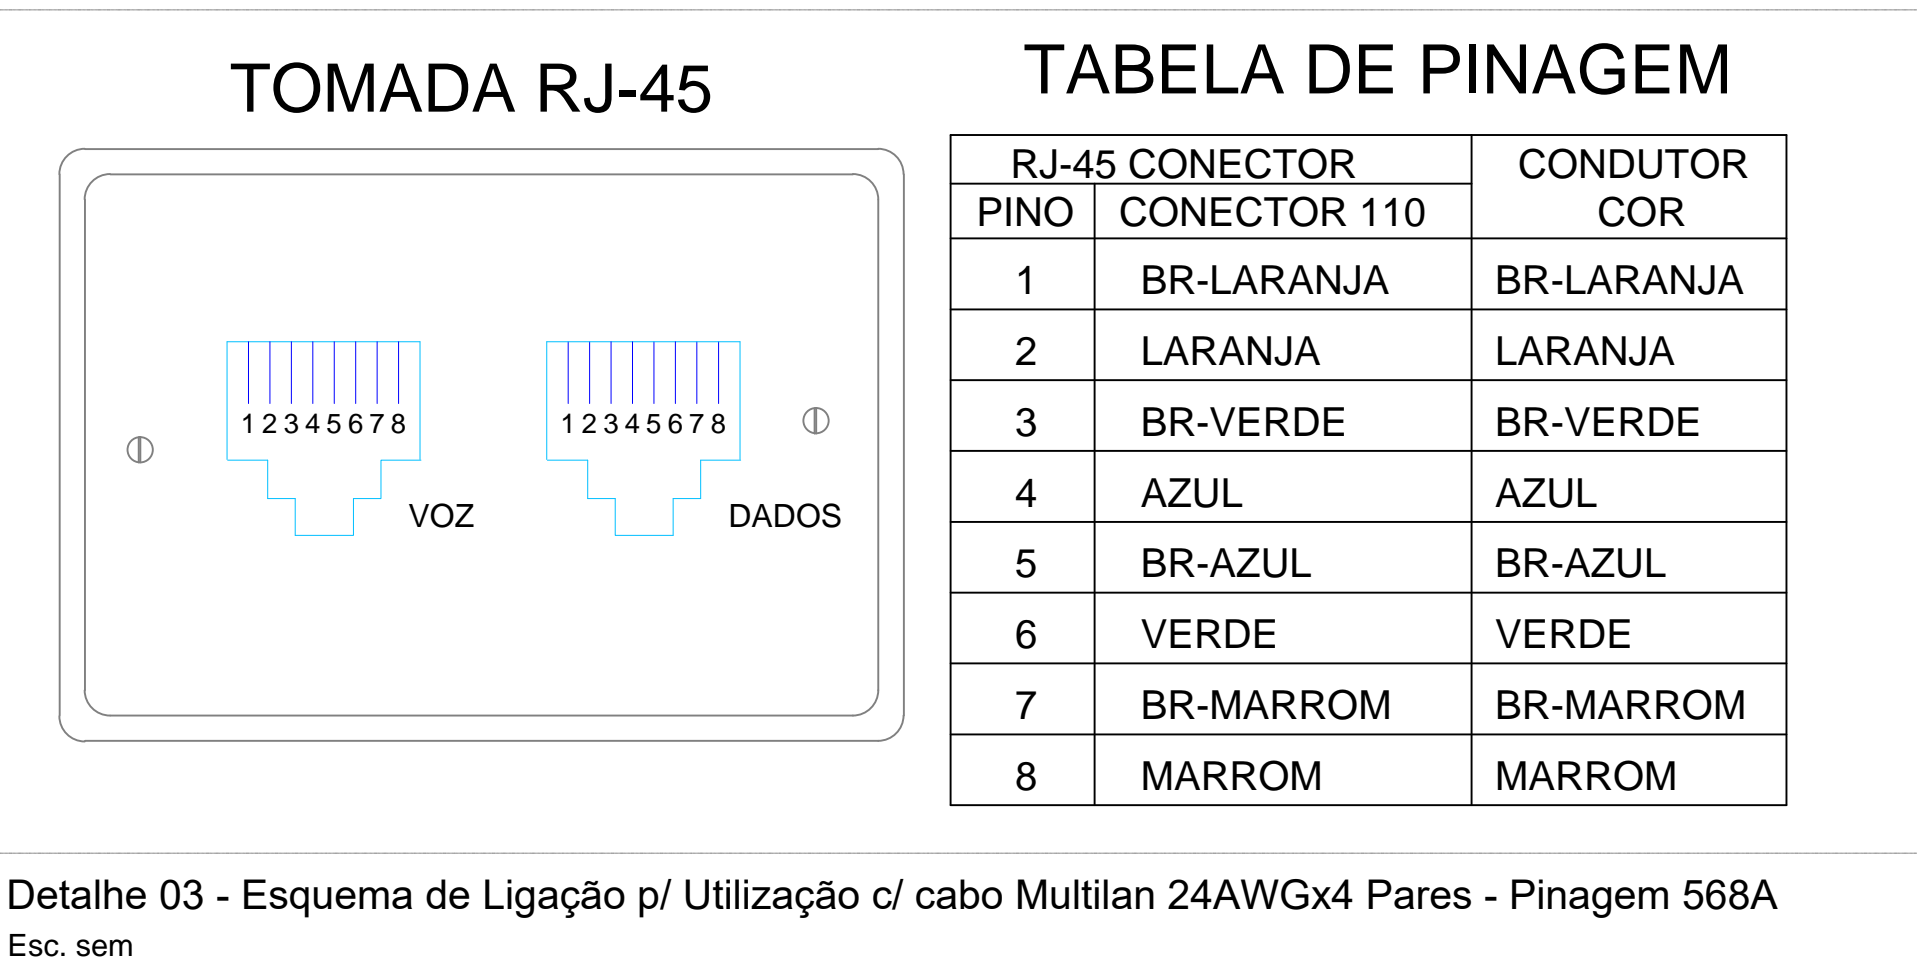 TOMADA RJ-45
1 2 3 4 5 6 7 8
VOZ
1 2 3 4 5 6 7 8
DADOS
TABELA DE PINAGEM
RJ-45 CONECTOR CONDUTOR
PINO CONECTOR 110 COR
1 BR-LARANJA BR-LARANJA
2 LARANJA LARANJA
3 BR-VERDE BR-VERDE
4 AZUL AZUL
5 BR-AZUL BR-AZUL
6 VERDE VERDE
7 BR-MARROM BR-MARROM
8 MARROM MARROM
Detalhe 03 - Esquema de Ligação p/ Utilização c/ cabo Multilan 24AWGx4 Pares - Pinagem 568A
Esc. sem